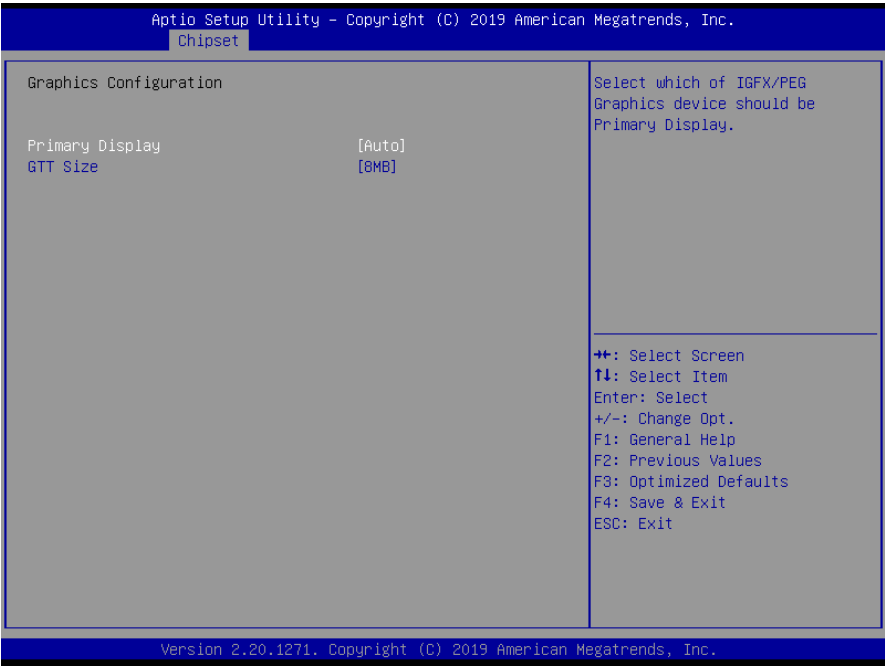 Aptio Setup Utility – Copyright (C) 2019 American Megatrends, Inc.
Chipset
Graphics Configuration
Primary Display [Auto]
GTT Size [8MB]
Select which of IGFX/PEG
Graphics device should be
Primary Display.
→←: Select Screen
↑↓: Select Item
Enter: Select
+/-: Change Opt.
F1: General Help
F2: Previous Values
F3: Optimized Defaults
F4: Save & Exit
ESC: Exit
Version 2.20.1271. Copyright (C) 2019 American Megatrends, Inc.